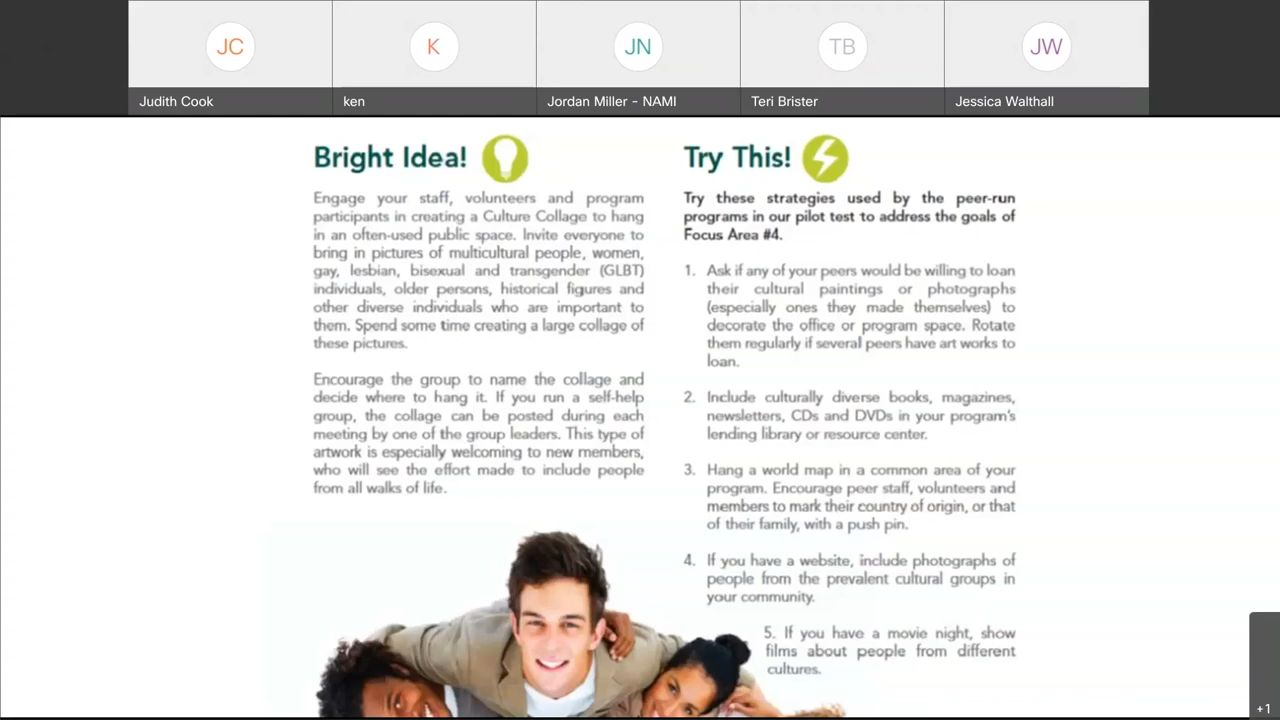 JC
K
JN
TB
JW
Judith Cook
ken
Jordan Miller - NAMI
Teri Brister
Jessica Walthall
Bright Idea!
Engage your staff, volunteers and program
participants in creating a Culture Collage to hang
in an often-used public space. Invite everyone to
bring in pictures of multicultural people, women,
gay, lesbian, bisexual and transgender (GLBT)
individuals, older persons, historical figures and
other diverse individuals who are important to
them. Spend some time creating a large collage of
these pictures.
Encourage the group to name the collage and
decide where to hang it. If you run a self-help
group, the collage can be posted during each
meeting by one of the group leaders. This type of
artwork is especially welcoming to new members,
who will see the effort made to include people
from all walks of life.
Try This!
Try these strategies used by the peer-run
programs in our pilot test to address the goals of
Focus Area #4.
1. Ask if any of your peers would be willing to loan
their cultural paintings or photographs
(especially ones they made themselves) to
decorate the office or program space. Rotate
them regularly if several peers have art works to
loan.
2. Include culturally diverse books, magazines,
newsletters, CDs and DVDs in your program's
lending library or resource center.
3. Hang a world map in a common area of your
program. Encourage peer staff, volunteers and
members to mark their country of origin, or that
of their family, with a push pin.
4. If you have a website, include photographs of
people from the prevalent cultural groups in
your community.
5. If you have a movie night, show
films about people from different
cultures.
+1